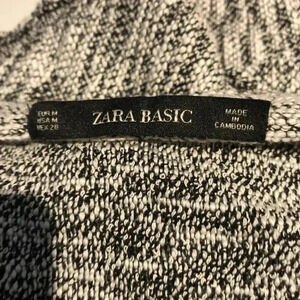 EUR M
USA M
MEX 28
ZARA BASIC
MADE
IN
CAMBODIA